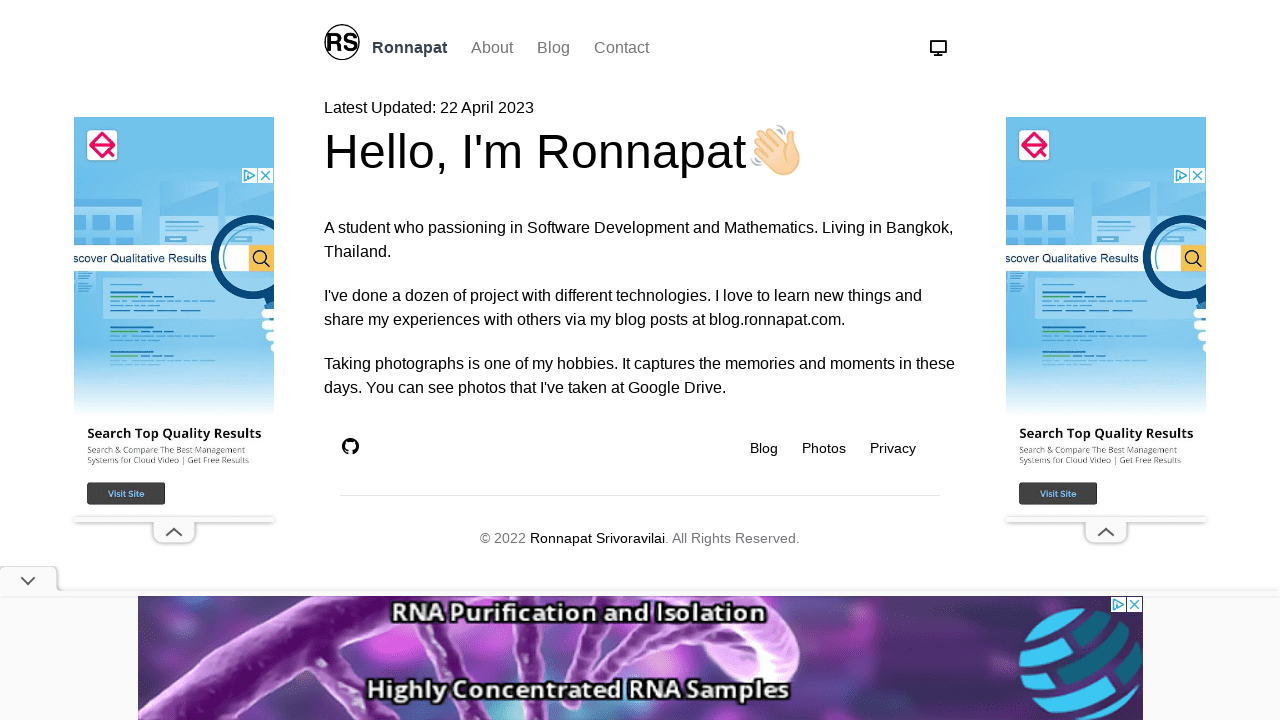 RS
Ronnapat About Blog Contact
Latest Updated: 22 April 2023
Hello, I'm Ronnapat👋🏻
A student who passioning in Software Development and Mathematics. Living in Bangkok,
Thailand.
I've done a dozen of project with different technologies. I love to learn new things and
share my experiences with others via my blog posts at blog.ronnapat.com.
Taking photographs is one of my hobbies. It captures the memories and moments in these
days. You can see photos that I've taken at Google Drive.
Blog Photos Privacy
© 2022 Ronnapat Srivoravilai. All Rights Reserved.
scover Qualitative Results
Search Top Quality Results
Search & Compare The Best Management
Systems for Cloud Video | Get Free Results
Visit Site
scover Qualitative Results
Search Top Quality Results
Search & Compare The Best Management
Systems for Cloud Video | Get Free Results
Visit Site
RNA Purification and Isolation
Highly Concentrated RNA Samples